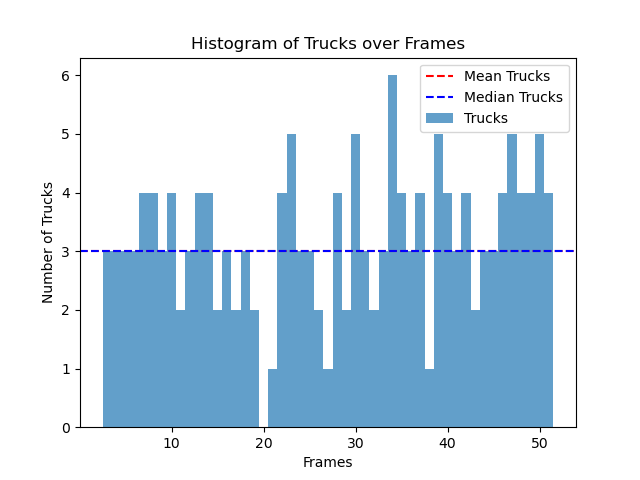 Histogram of Trucks over Frames
Number of Trucks
6
5
4
3
2
1
0
Mean Trucks
Median Trucks
Trucks
10 20 30 40 50
Frames